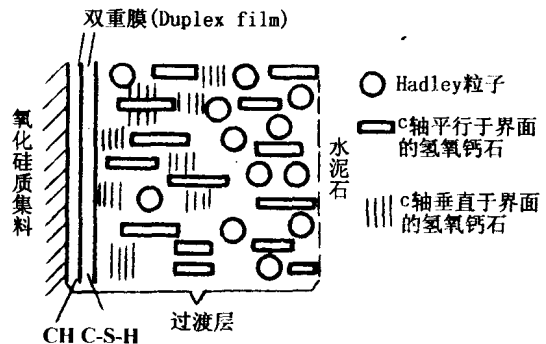 双重膜(Duplex film)
氧化硅质集料
水泥石
Hadley粒子
c轴平行于界面
的氢氧钙石
c轴垂直于界面
的氢氧钙石
CH C-S-H
过渡层